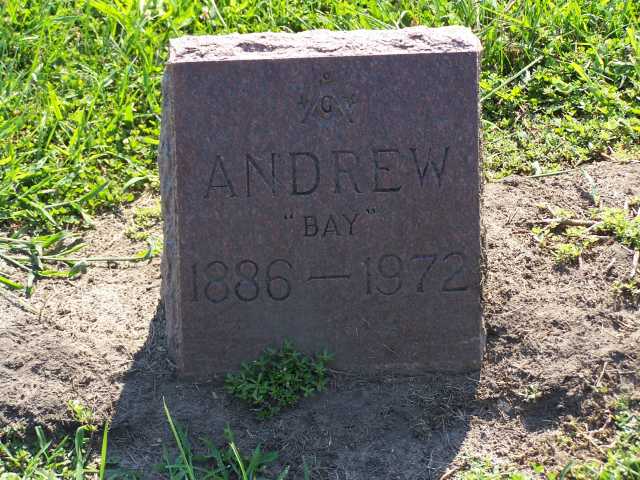 G
ANDREW
"BAY"
1886 — 1972